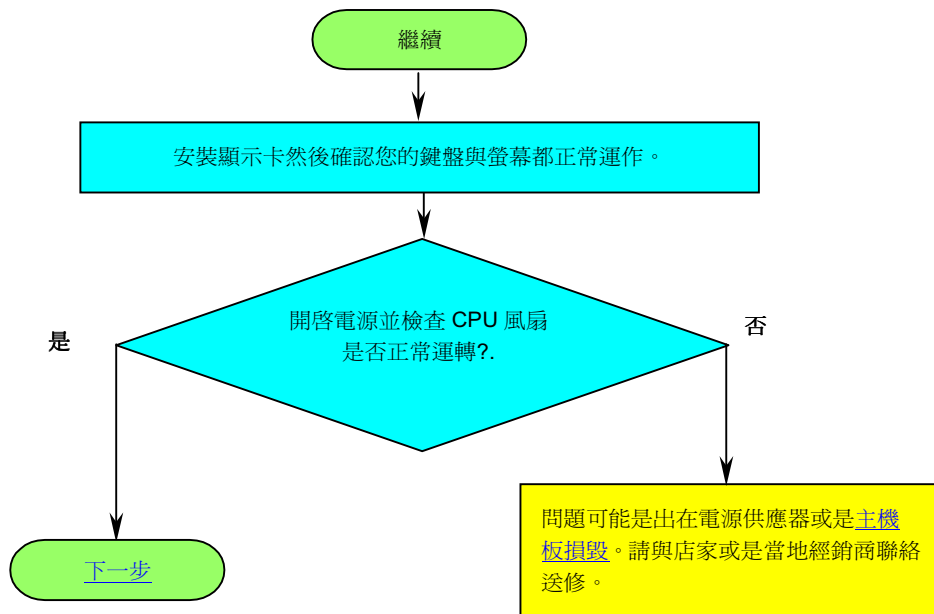 繼續
安裝顯示卡然後確認您的鍵盤與螢幕都正常運作。
開啓電源並檢查 CPU 風扇
是否正常運轉?.
是
否
問題可能是出在電源供應器或是主機
板損毀。請與店家或是當地經銷商聯絡
送修。
下一步